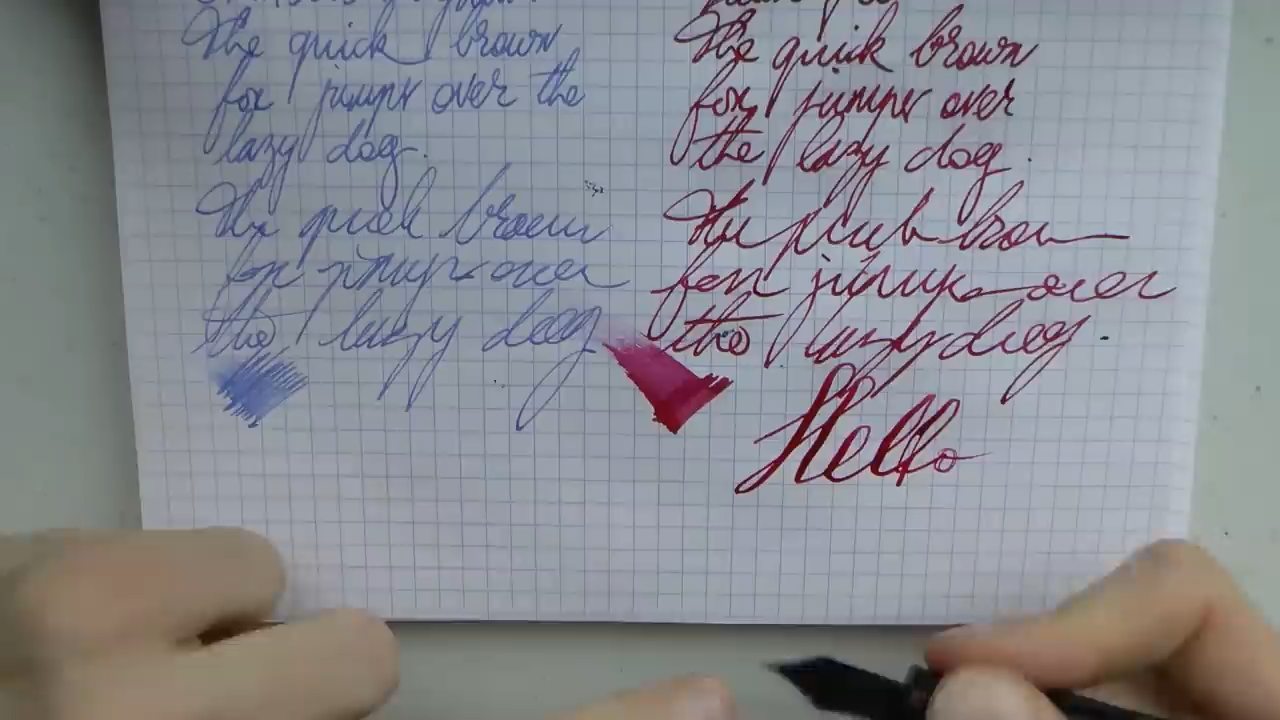 The quick brown
fox jumps over the
lazy dog.
The quick brown
fox jumps over
the lazy dog
The quick brown
fox jumps over
the lazy dog.
The quick brown
fox jumps over
the lazy dog.
Hello